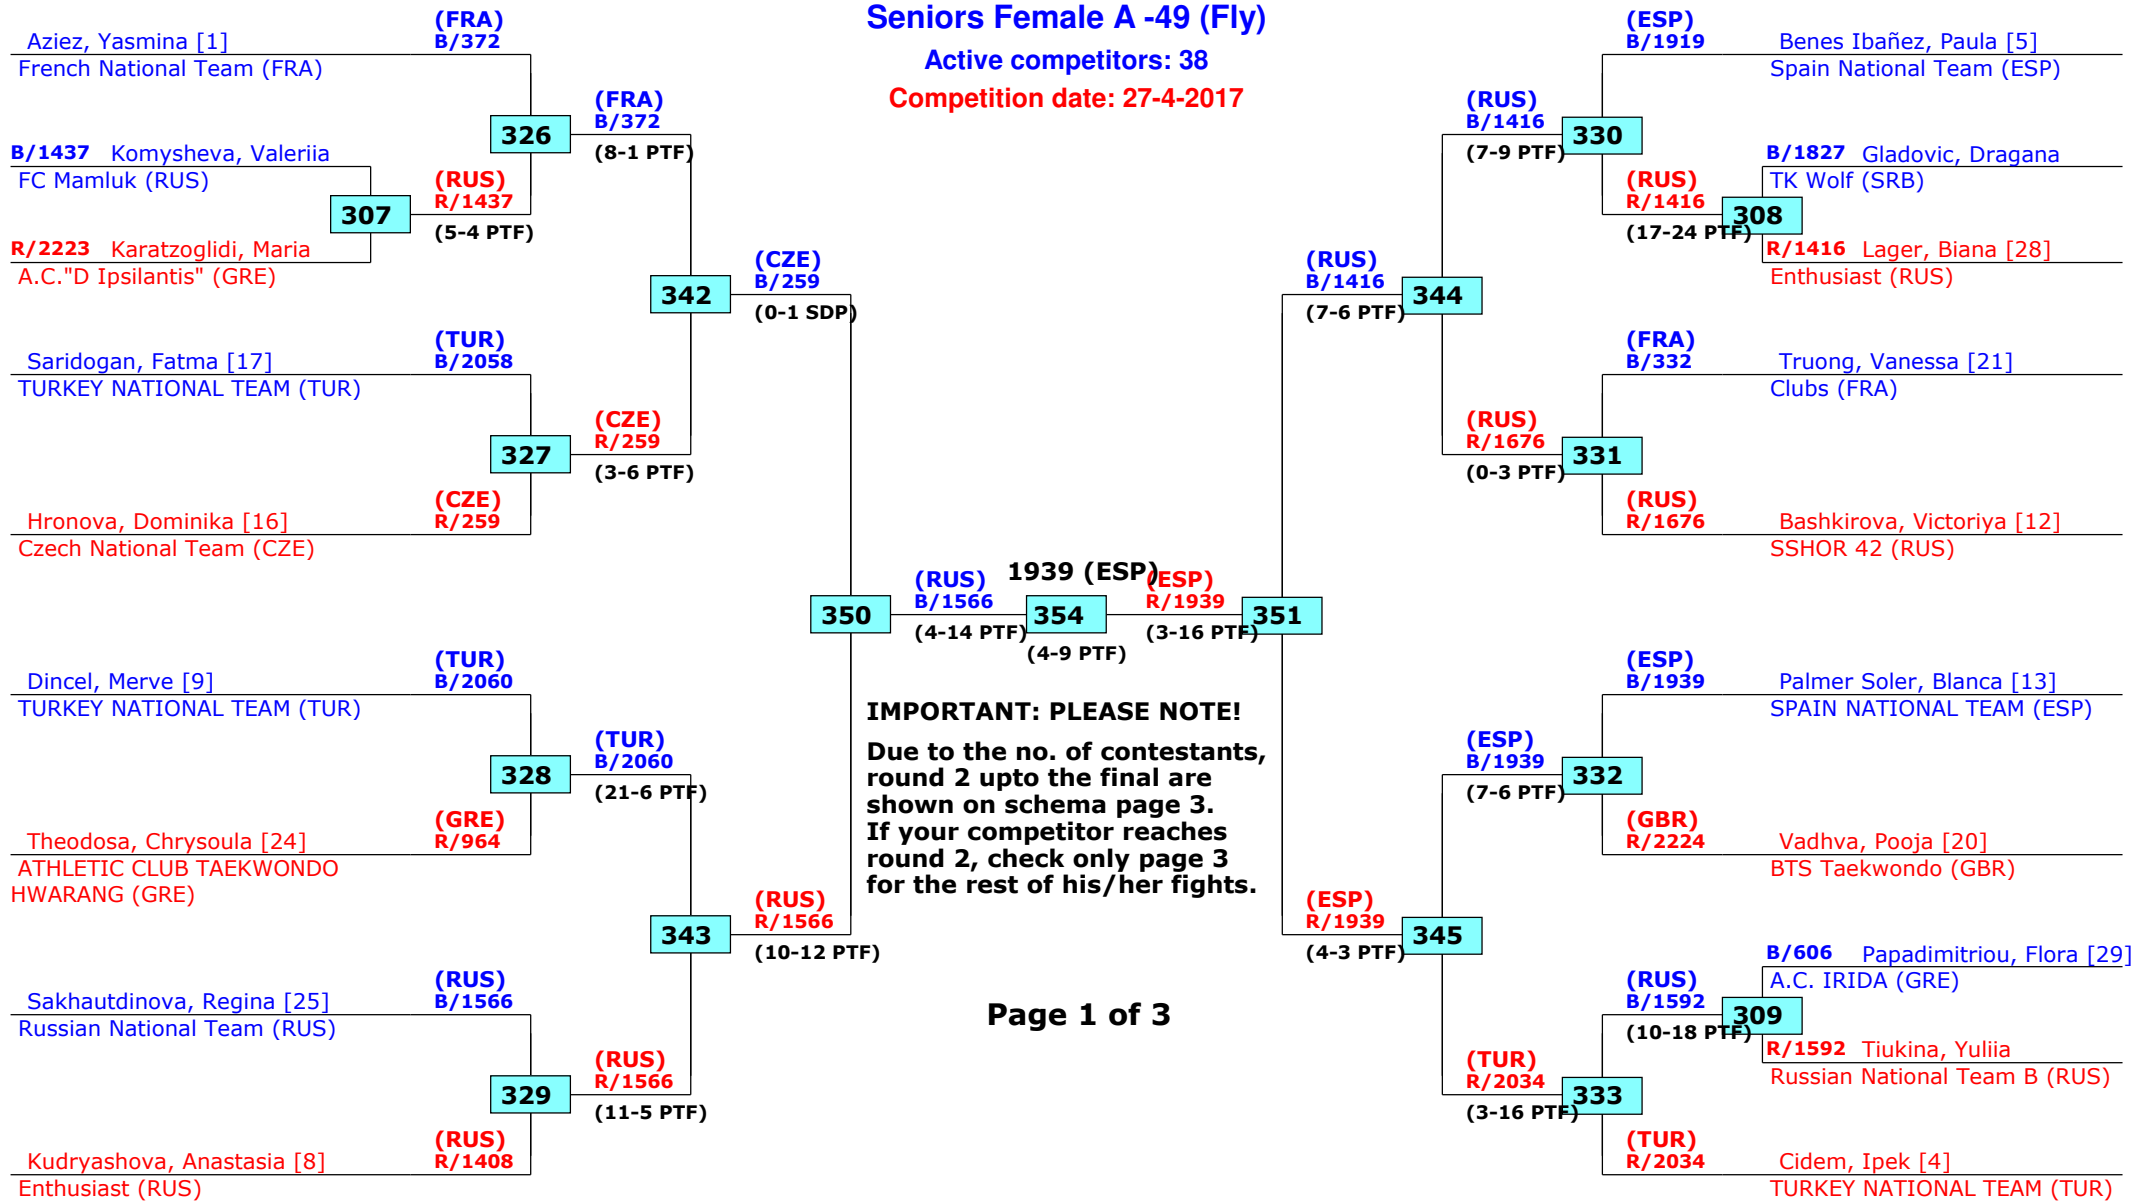 Seniors Female A -49 (Fly)
Active competitors: 38
Competition date: 27-4-2017
(FRA)
Aziez, Yasmina [1] B/372
French National Team (FRA)
(FRA)
B/372
326
(8-1 PTF)
B/1437 Komysheva, Valeriia
FC Mamluk (RUS)
(RUS)
R/1437
307
(5-4 PTF)
R/2223 Karatzoglidi, Maria
A.C."D Ipsilantis" (GRE)
(CZE)
B/259
342
(0-1 SDP)
(TUR)
Saridogan, Fatma [17] B/2058
TURKEY NATIONAL TEAM (TUR)
(CZE)
R/259
327
(3-6 PTF)
(CZE)
Hronova, Dominika [16] R/259
Czech National Team (CZE)
350
(RUS)
B/1566
(4-14 PTF)
1939 (ESP)
354
(4-9 PTF)
(ESP)
R/1939
(3-16 PTF)
351
(TUR)
Dincel, Merve [9] B/2060
TURKEY NATIONAL TEAM (TUR)
(TUR)
B/2060
328
(21-6 PTF)
(GRE)
Theodosa, Chrysoula [24] R/964
ATHLETIC CLUB TAEKWONDO
HWARANG (GRE)
(RUS)
R/1566
343
(10-12 PTF)
(RUS)
Sakhautdinova, Regina [25] B/1566
Russian National Team (RUS)
(RUS)
R/1566
329
(11-5 PTF)
(RUS)
Kudryashova, Anastasia [8] R/1408
Enthusiast (RUS)
IMPORTANT: PLEASE NOTE!
Due to the no. of contestants,
round 2 upto the final are
shown on schema page 3.
If your competitor reaches
round 2, check only page 3
for the rest of his/her fights.
Page 1 of 3
(ESP)
B/1919 Benes Ibañez, Paula [5]
Spain National Team (ESP)
(RUS)
B/1416
330
(7-9 PTF)
B/1827 Gladovic, Dragana
TK Wolf (SRB)
(RUS)
R/1416
308
(17-24 PTF)
R/1416 Lager, Biana [28]
Enthusiast (RUS)
(RUS)
B/1416
344
(7-6 PTF)
(FRA)
B/332 Truong, Vanessa [21]
Clubs (FRA)
(RUS)
R/1676
331
(0-3 PTF)
(RUS)
R/1676 Bashkirova, Victoriya [12]
SSHOR 42 (RUS)
(ESP)
B/1939 Palmer Soler, Blanca [13]
SPAIN NATIONAL TEAM (ESP)
(ESP)
B/1939
332
(7-6 PTF)
(GBR)
R/2224 Vadhva, Pooja [20]
BTS Taekwondo (GBR)
(ESP)
R/1939
345
(4-3 PTF)
B/606 Papadimitriou, Flora [29]
A.C. IRIDA (GRE)
(RUS)
B/1592
309
(10-18 PTF)
R/1592 Tiukina, Yuliia
Russian National Team B (RUS)
(TUR)
R/2034
333
(3-16 PTF)
(TUR)
R/2034 Cidem, Ipek [4]
TURKEY NATIONAL TEAM (TUR)